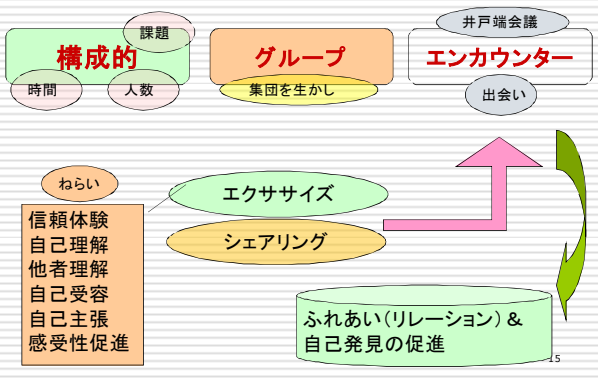 課題
構成的
時間
人数
グループ
集団を生かし
井戸端会議
エンカウンター
出会い
ねらい
信頼体験
自己理解
他者理解
自己受容
自己主張
感受性促進
エクササイズ
シェアリング
ふれあい(リレーション)&
自己発見の促進
15